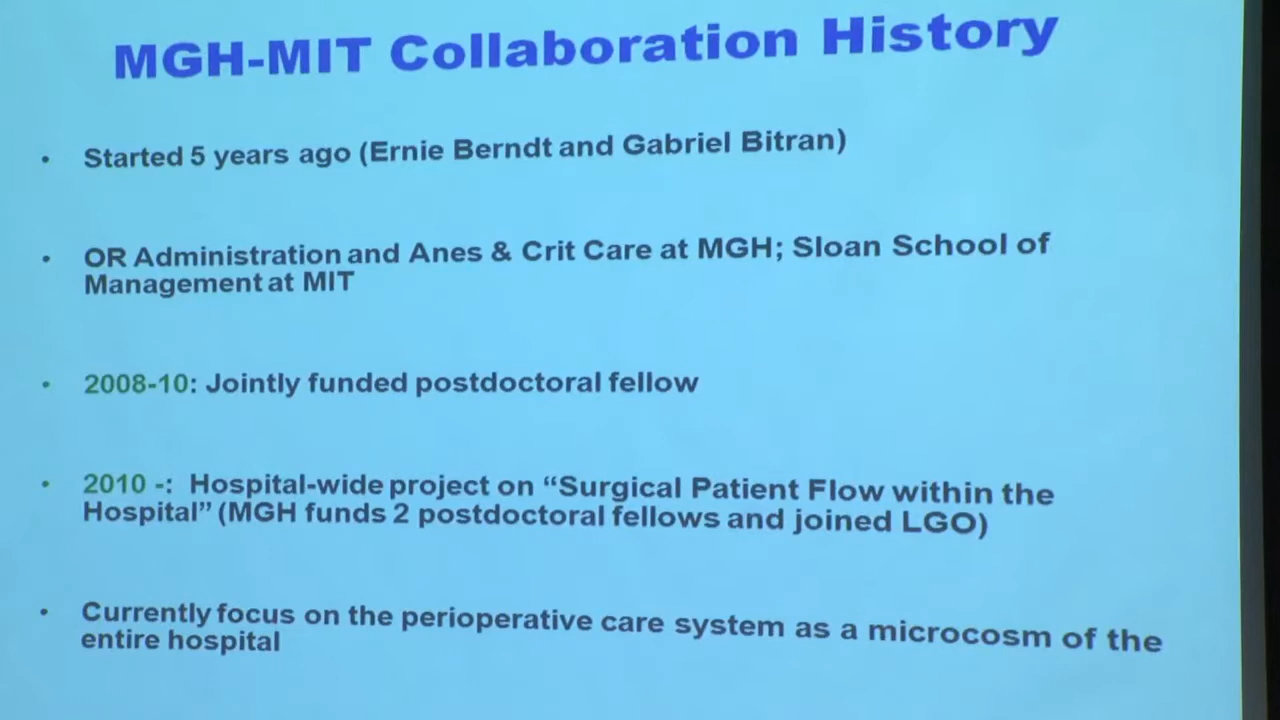 MGH-MIT Collaboration History
• Started 5 years ago (Ernie Berndt and Gabriel Bitran)
• OR Administration and Anes & Crit Care at MGH; Sloan School of
Management at MIT
• 2008-10: Jointly funded postdoctoral fellow
• 2010 -: Hospital-wide project on “Surgical Patient Flow within the
Hospital” (MGH funds 2 postdoctoral fellows and joined LGO)
• Currently focus on the perioperative care system as a microcosm of the
entire hospital